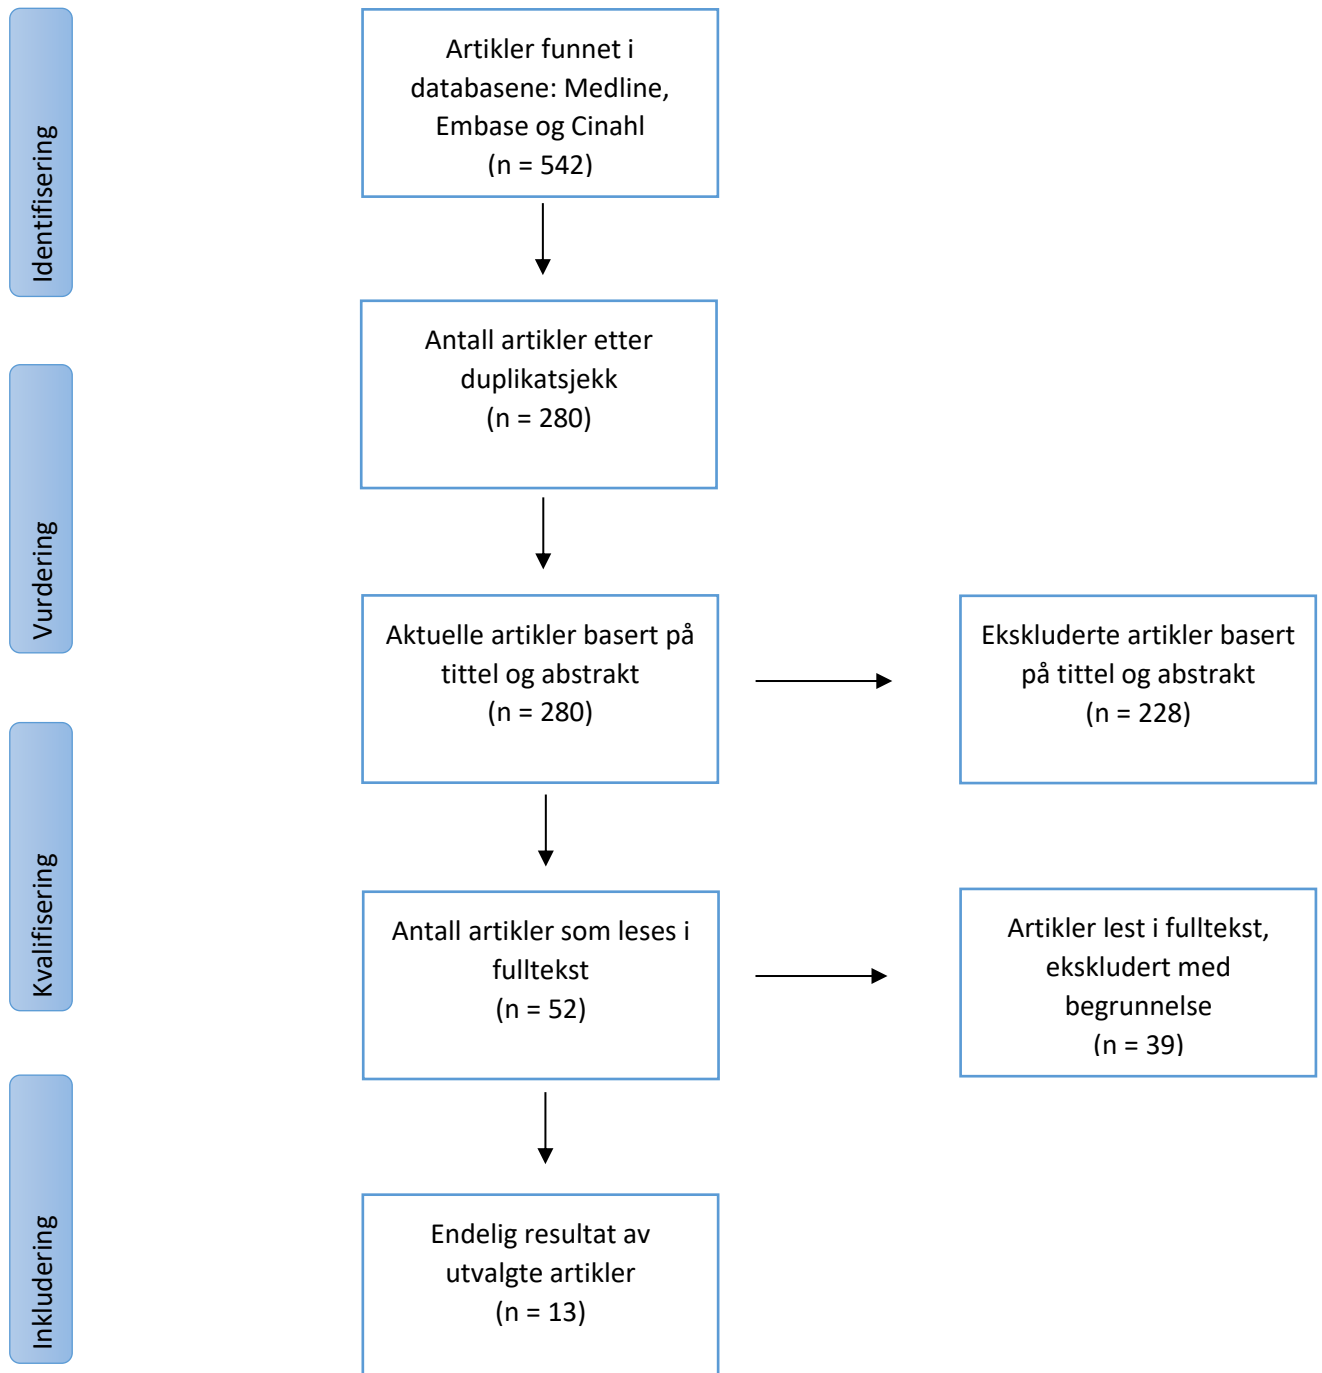 Identifisering
Artikler funnet i
databasene: Medline,
Embase og Cinahl
(n = 542)
Antall artikler etter
duplikatsjekk
(n = 280)
Vurdering
Aktuelle artikler basert på
tittel og abstrakt
(n = 280)
Ekskluderte artikler basert
på tittel og abstrakt
(n = 228)
Kvalifisering
Antall artikler som leses i
fulltekst
(n = 52)
Artikler lest i fulltekst,
ekskludert med
begrunnelse
(n = 39)
Inkludering
Endelig resultat av
utvalgte artikler
(n = 13)